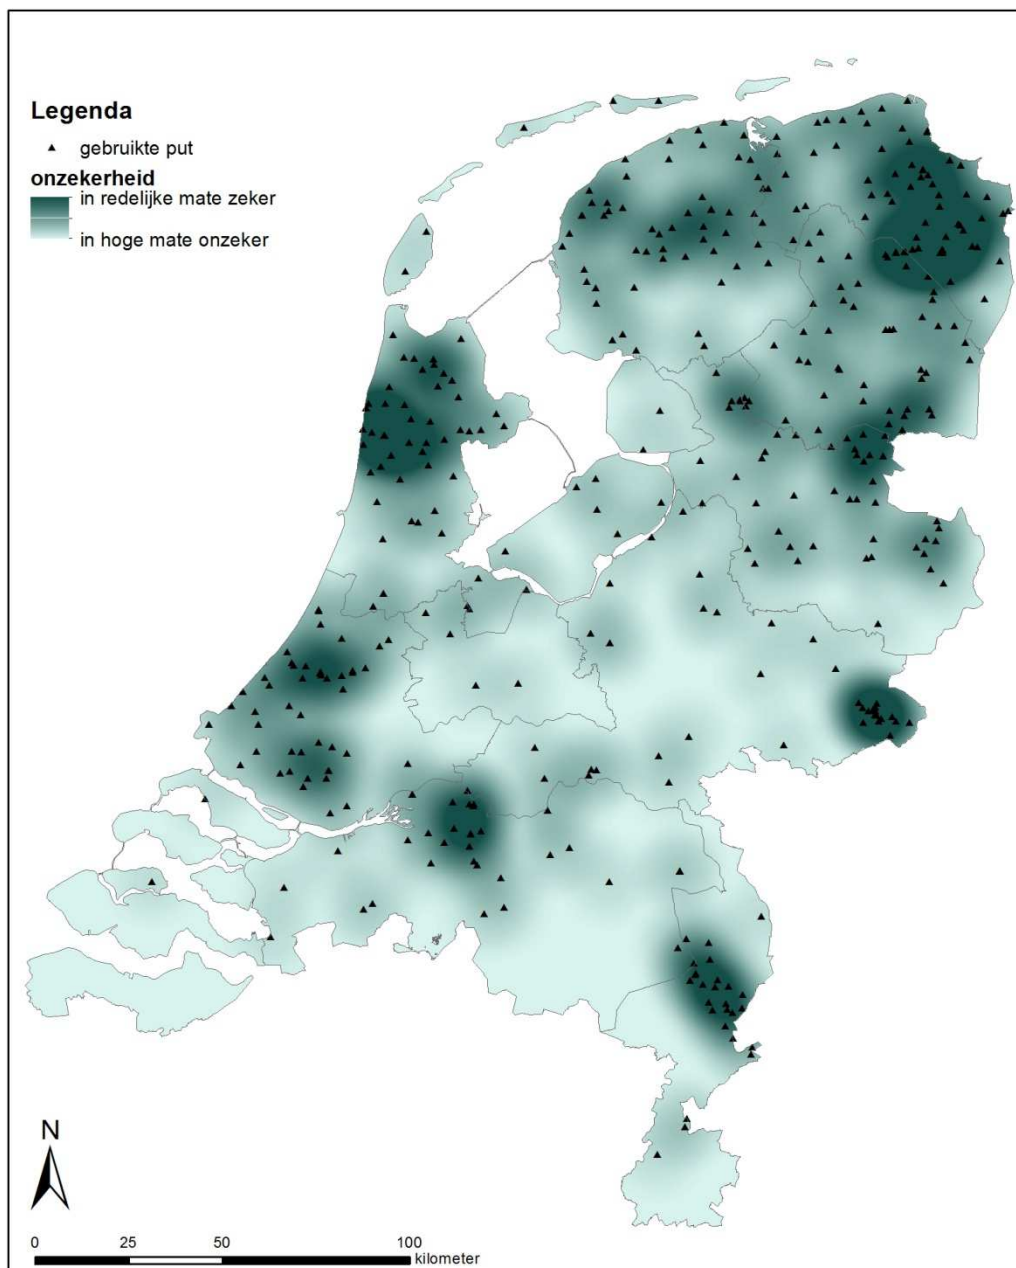 Legenda
gebruikte put
onzekerheid
in redelijke mate zeker
in hoge mate onzeker
N
0 25 50 100
kilometer